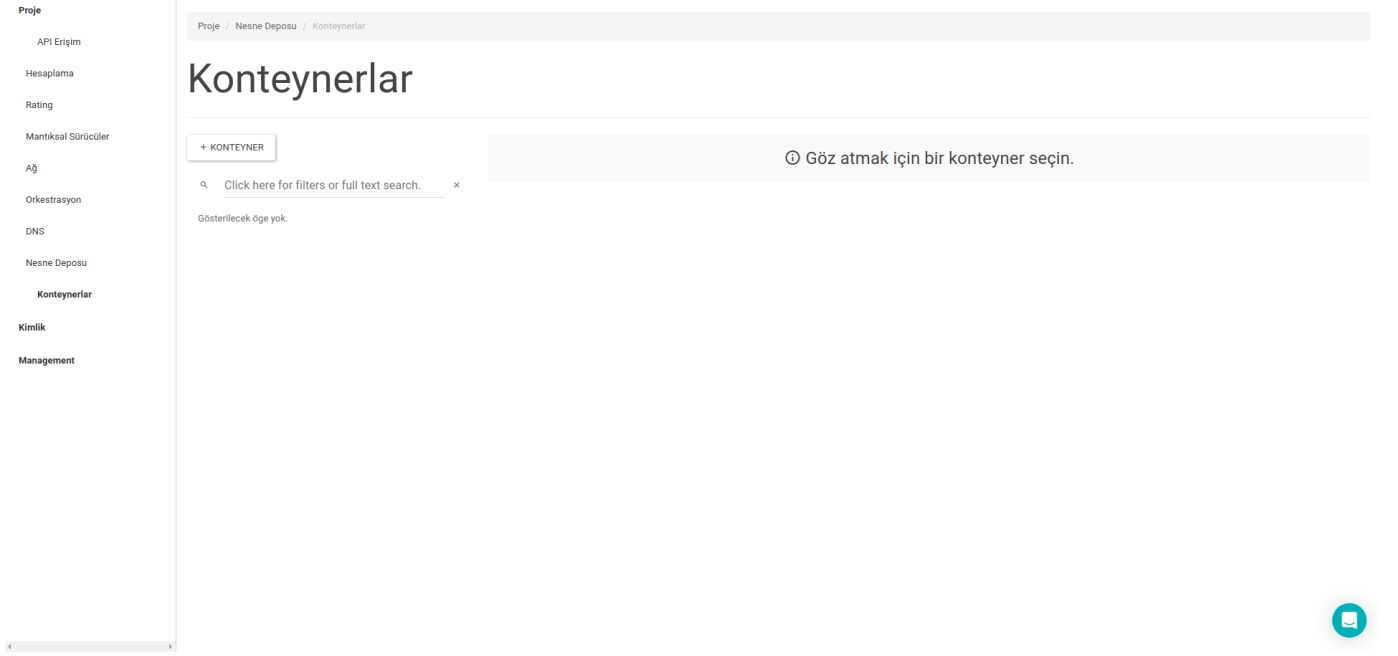 Proje
API Erişim
Hesaplama
Rating
Mantıksal Sürücüler
Ağ
Orkestrasyon
DNS
Nesne Deposu
Konteynerlar
Kimlik
Management
Proje / Nesne Deposu / Konteynerlar
Konteynerlar
+ KONTEYNER
Click here for filters or full text search. ×
Gösterilecek öge yok.
Göz atmak için bir konteyner seçin.